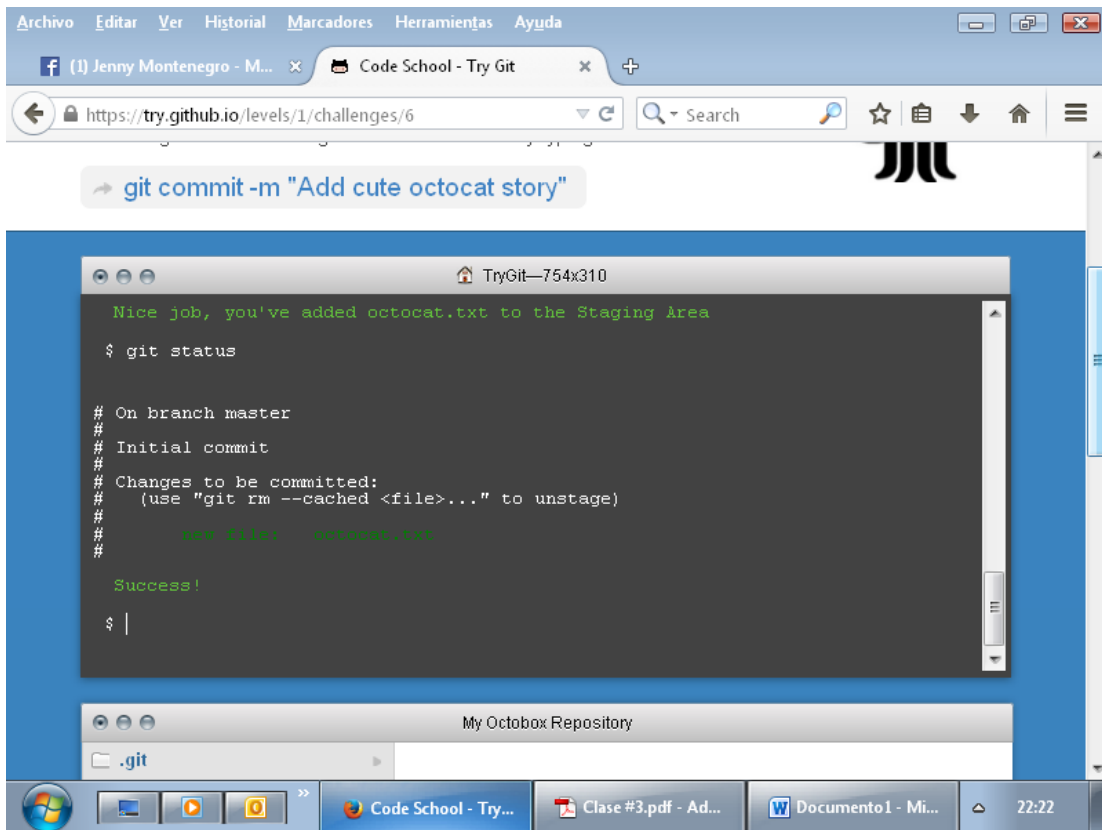 Archivo Editar Ver Historial Marcadores Herramientas Ayuda
(1) Jenny Montenegro - M... Code School - Try Git
https://try.github.io/levels/1/challenges/6 Search
git commit -m "Add cute octocat story"
TryGit—754x310
Nice job, you've added octocat.txt to the Staging Area
$ git status
# On branch master
#
# Initial commit
#
# Changes to be committed:
#   (use "git rm --cached <file>..." to unstage)
#
#       new file:   octocat.txt
#
Success!
$
My Octobox Repository
.git
Code School - Try... Clase #3.pdf - Ad... Documento1 - Mi... 22:22